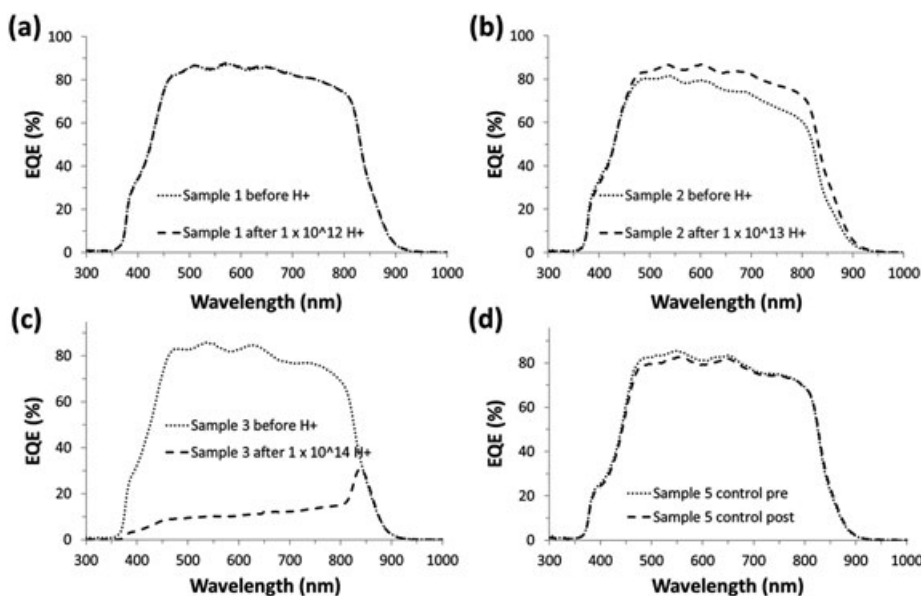 (a)
100
80
60
40
20
0
EQE (%)
Sample 1 before H+
Sample 1 after 1 x 10^12 H+
300 400 500 600 700 800 900 1000
Wavelength (nm)
(b)
100
80
60
40
20
0
EQE (%)
Sample 2 before H+
Sample 2 after 1 x 10^13 H+
300 400 500 600 700 800 900 1000
Wavelength (nm)
(c)
80
60
40
20
0
EQE (%)
Sample 3 before H+
Sample 3 after 1 x 10^14 H+
300 400 500 600 700 800 900 1000
Wavelength (nm)
(d)
80
60
40
20
0
EQE (%)
Sample 5 control pre
Sample 5 control post
300 400 500 600 700 800 900 1000
Wavelength (nm)